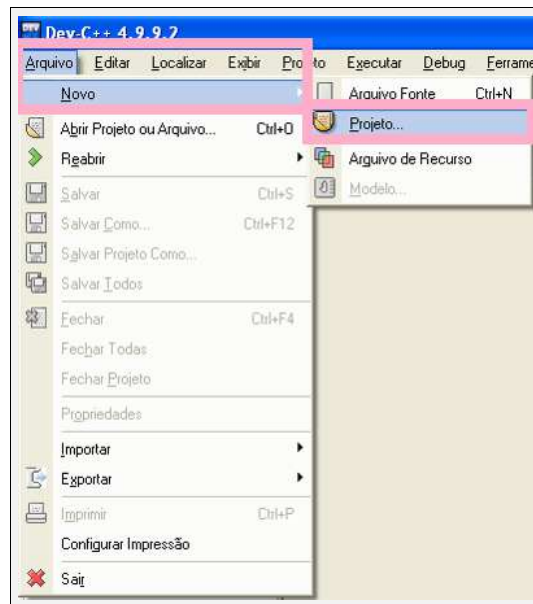 Dev-C++ 4.9.9.2
Arquivo Editar Localizar Exibir Projeto Executar Debug
Novo
Arquivo Fonte Ctrl+N
Projeto...
Abrir Projeto ou Arquivo... Ctrl+O
Reabrir
Arquivo de Recurso
Modelo...
Salvar Ctrl+S
Salvar Como... Ctrl+F12
Salvar Projeto Como...
Salvar Todos
Fechar Ctrl+F4
Fechar Todas
Fechar Projeto
Propriedades
Importar
Exportar
Imprimir Ctrl+P
Configurar Impressão
Sair